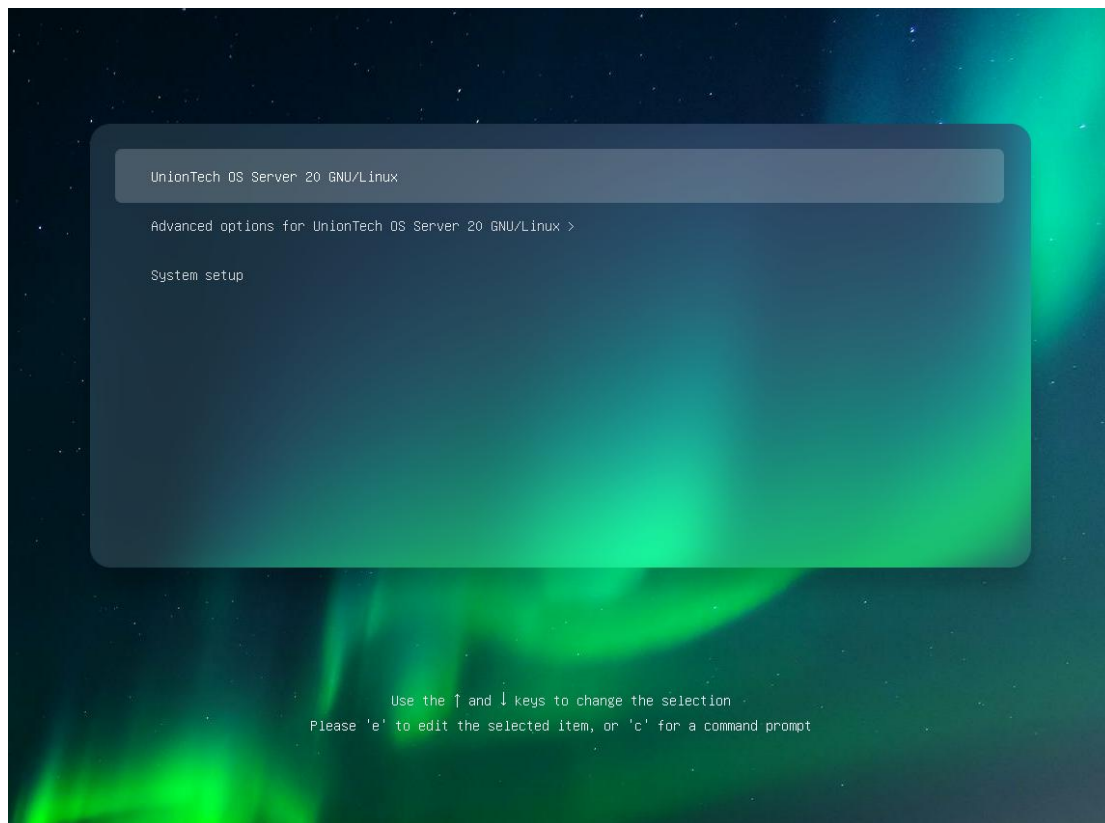 UnionTech OS Server 20 GNU/Linux
Advanced options for UnionTech OS Server 20 GNU/Linux >
System setup
Use the ↑ and ↓ keys to change the selection
Please 'e' to edit the selected item, or 'c' for a command prompt